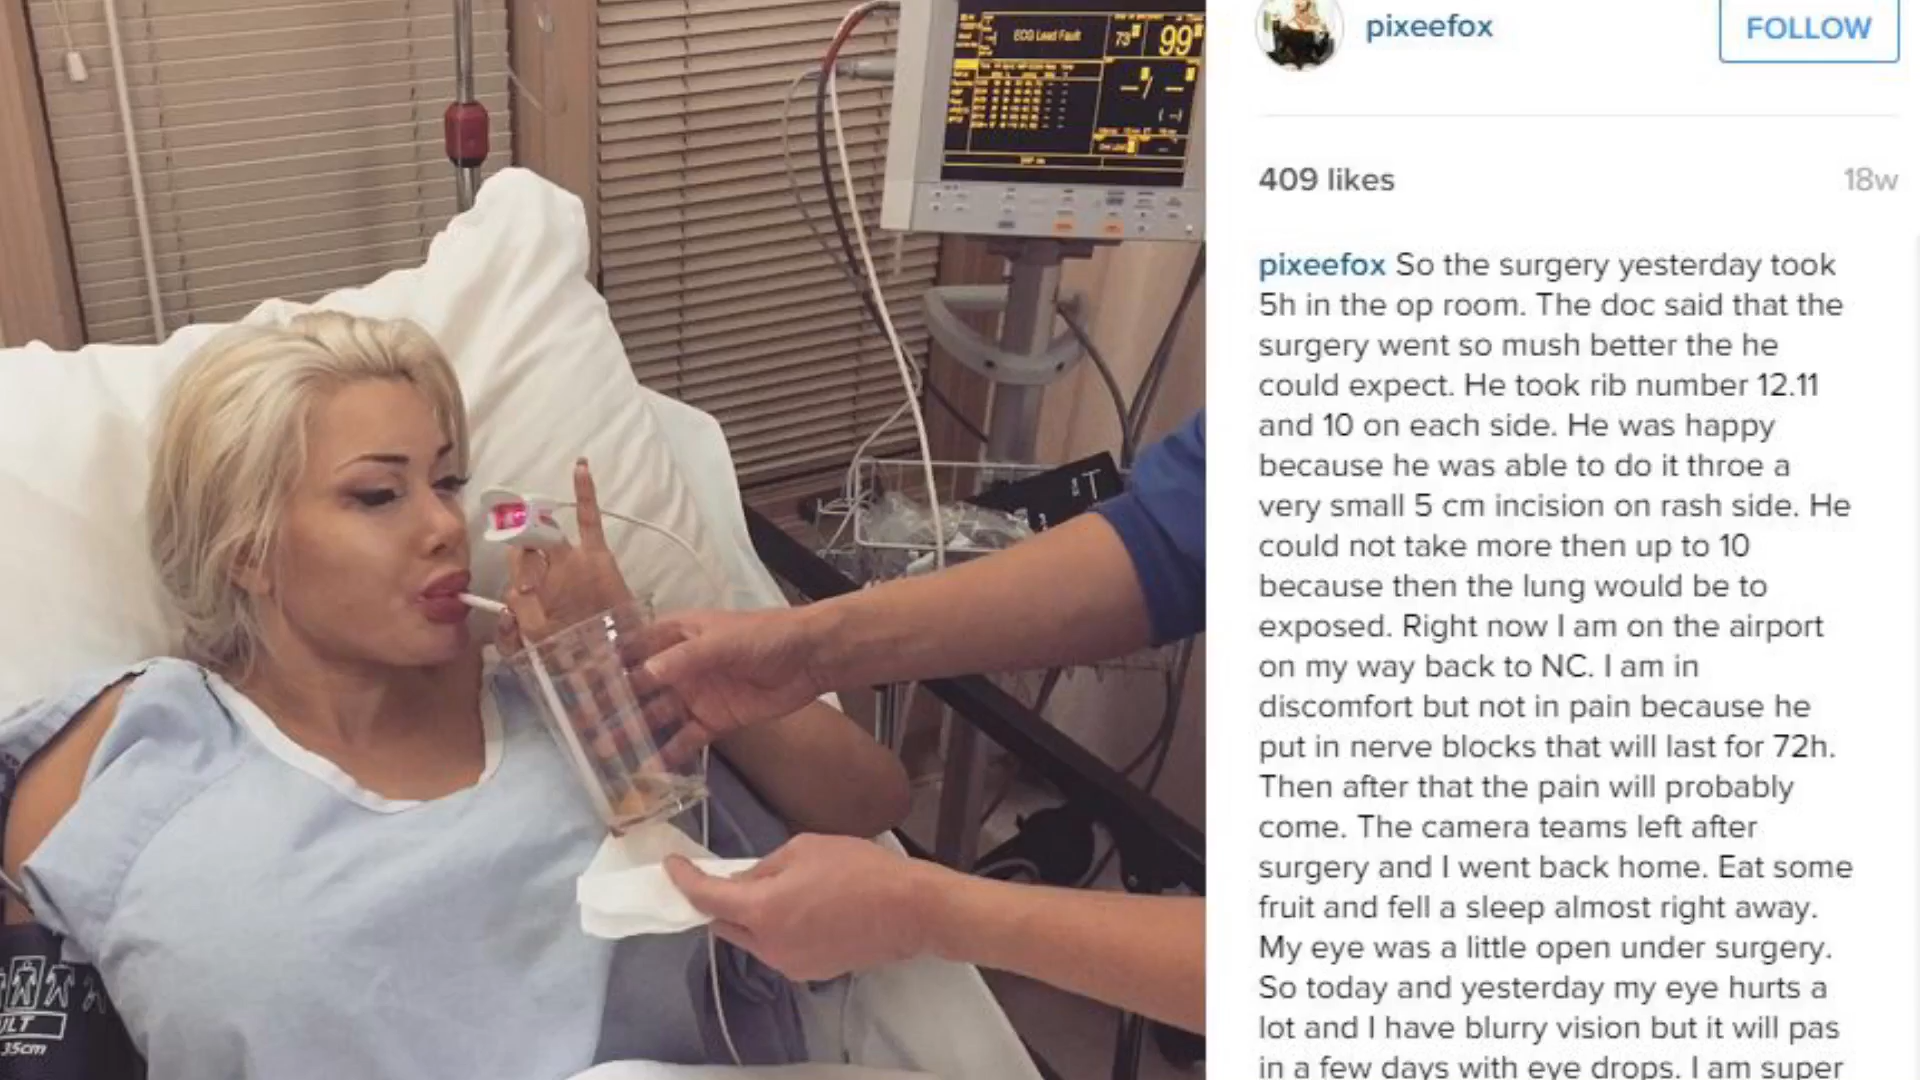 ECG Lead Fault
73
99
pixeefox
FOLLOW
409 likes
18w
pixeefox So the surgery yesterday took
5h in the op room. The doc said that the
surgery went so mush better the he
could expect. He took rib number 12.11
and 10 on each side. He was happy
because he was able to do it throe a
very small 5 cm incision on rash side. He
could not take more then up to 10
because then the lung would be to
exposed. Right now I am on the airport
on my way back to NC. I am in
discomfort but not in pain because he
put in nerve blocks that will last for 72h.
Then after that the pain will probably
come. The camera teams left after
surgery and I went back home. Eat some
fruit and fell a sleep almost right away.
My eye was a little open under surgery.
So today and yesterday my eye hurts a
lot and I have blurry vision but it will pas
in a few days with eye drops. I am super
35cm